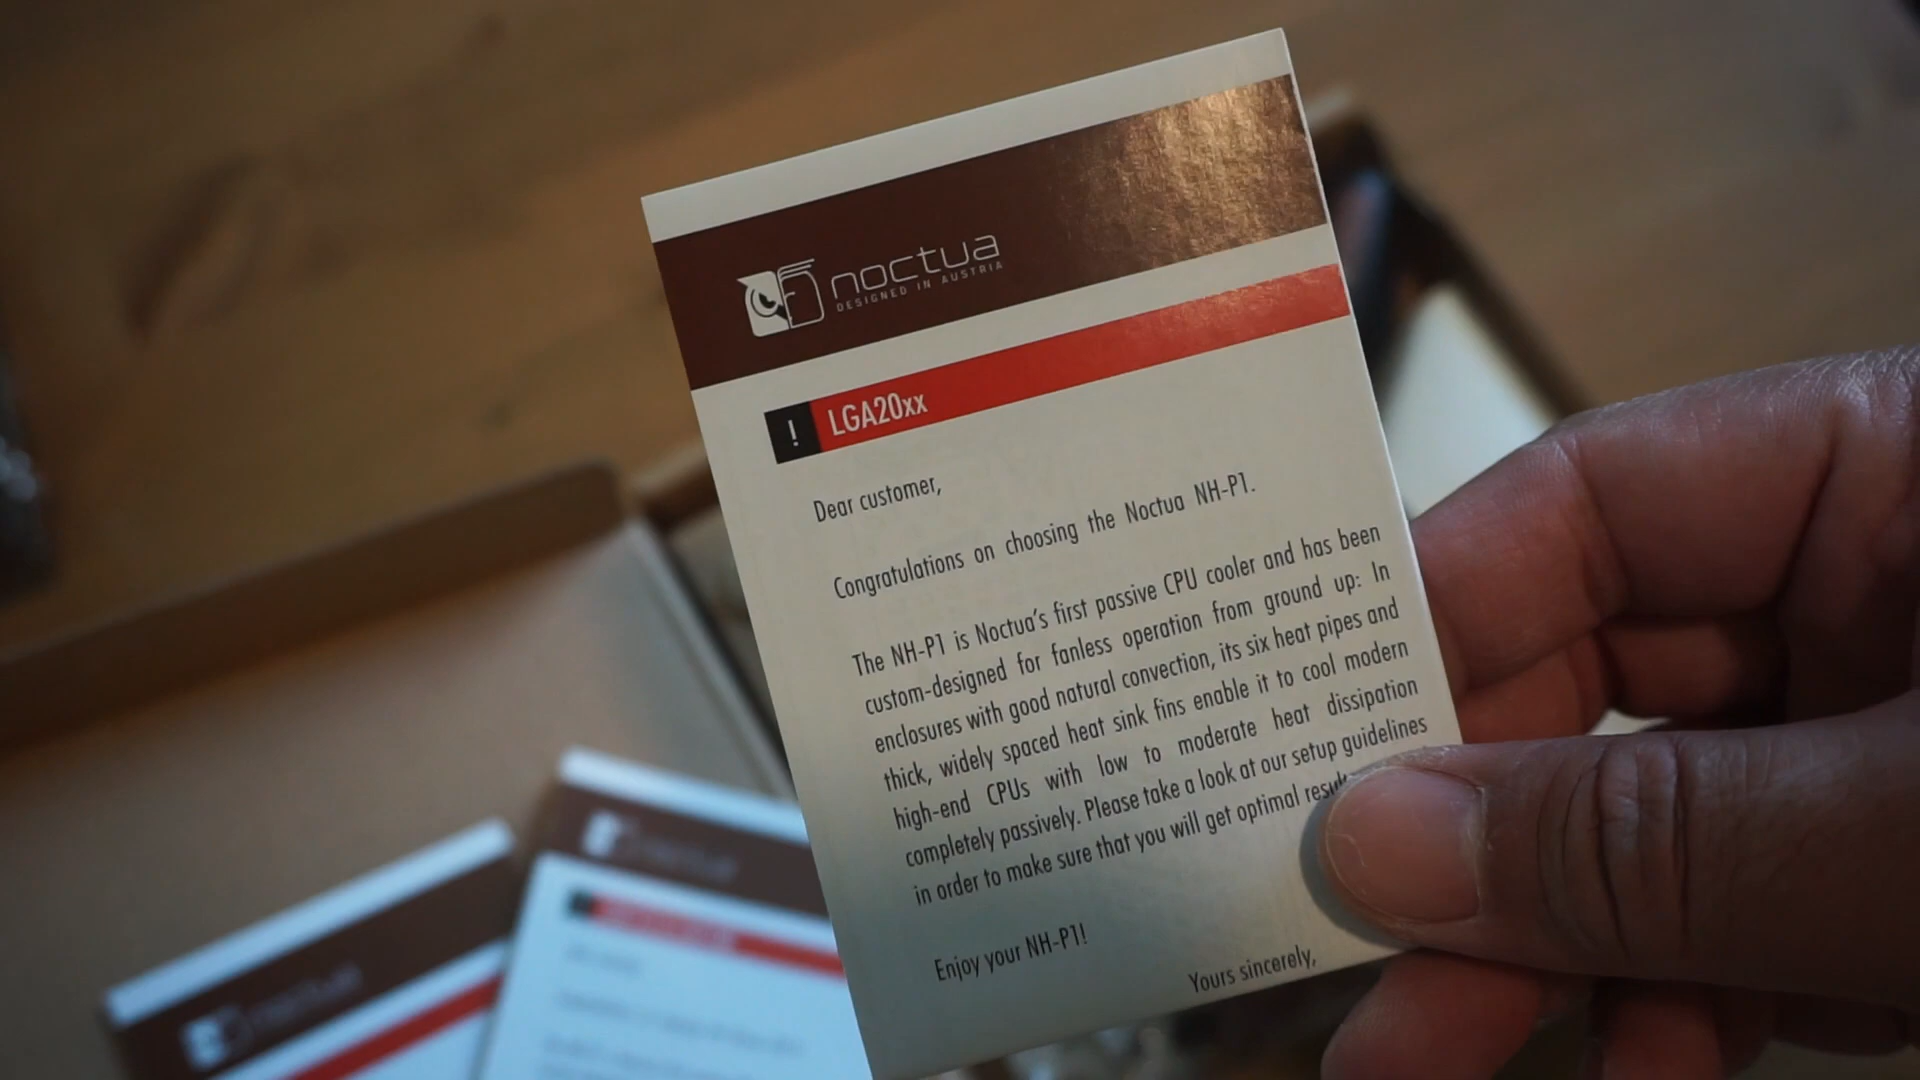 noctua
DESIGNED IN AUSTRIA
! LGA20xx
Dear customer,
Congratulations on choosing the Noctua NH-P1.
The NH-P1 is Noctua's first passive CPU cooler and has been
custom-designed for fanless operation from ground up: In
enclosures with good natural convection, its six heat pipes and
thick, widely spaced heat sink fins enable it to cool modern
high-end CPUs with low to moderate heat dissipation
completely passively. Please take a look at our setup guidelines
in order to make sure that you will get optimal
Enjoy your NH-P1!
Yours sincerely,
noctua